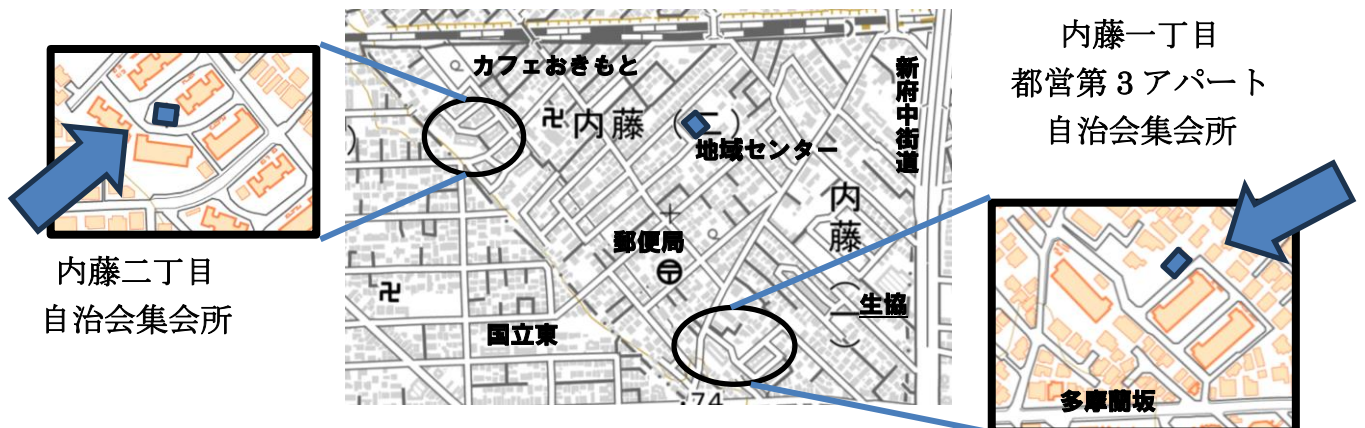 内藤一丁目
都営第3アパート
自治会集会所
カフェおきもと
新府中街道
内藤(二)
地域センター
内藤
(一)
郵便局
生協
国立東
.74
内藤二丁目
自治会集会所
多摩蘭坂